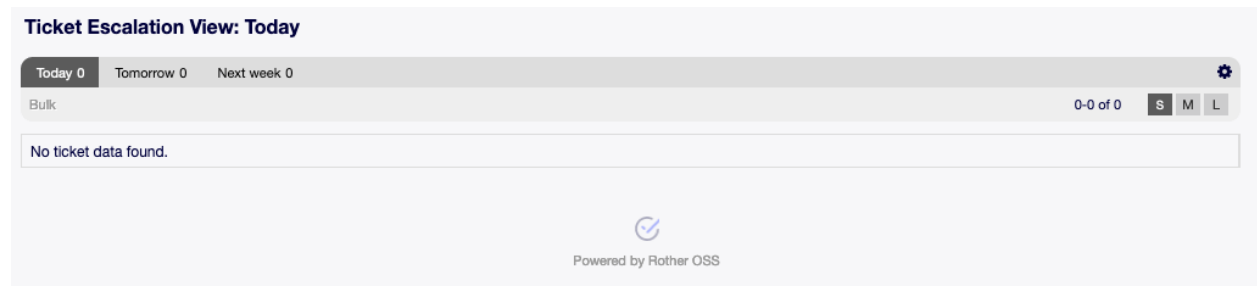 Ticket Escalation View: Today
Today 0 Tomorrow 0 Next week 0
Bulk 0-0 of 0 S M L
No ticket data found.
Powered by Rother OSS